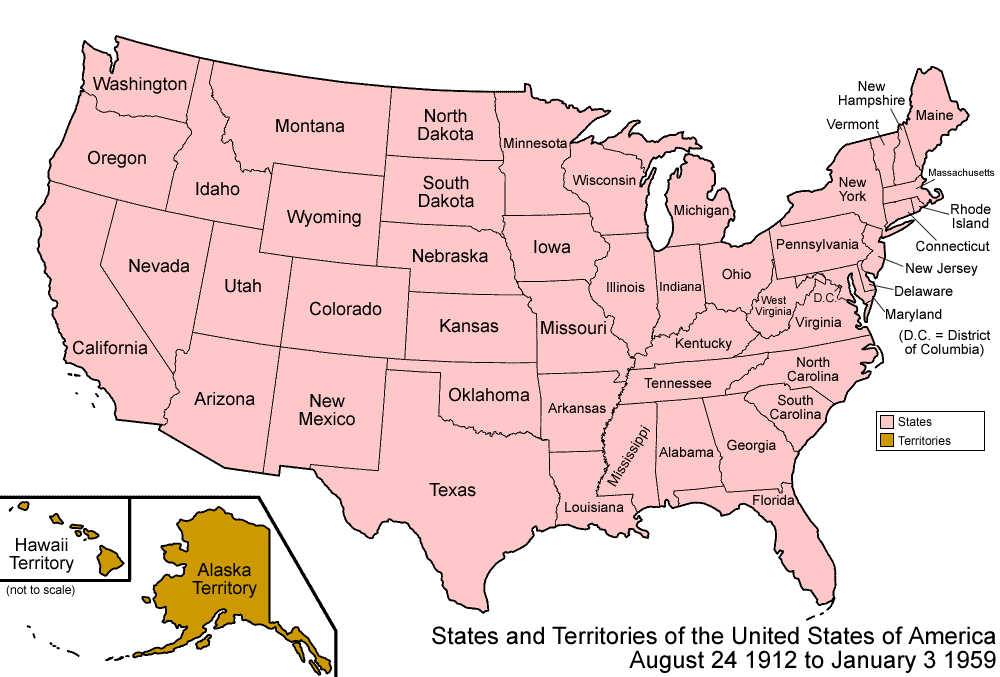 Washington
Oregon
California
Nevada
Idaho
Montana
Wyoming
Utah
Colorado
Arizona
New
Mexico
North
Dakota
South
Dakota
Nebraska
Kansas
Oklahoma
Texas
Minnesota
Iowa
Missouri
Arkansas
Louisiana
Wisconsin
Illinois
Michigan
Indiana
Ohio
Kentucky
Tennessee
Mississippi
Alabama
Georgia
Florida
South
Carolina
North
Carolina
Virginia
West
Virginia
D.C.
Pennsylvania
New
York
Vermont
New
Hampshire
Maine
Massachusetts
Rhode
Island
Connecticut
New Jersey
Delaware
Maryland
(D.C. = District
of Columbia)
States
Territories
Hawaii
Territory
(not to scale)
Alaska
Territory
States and Territories of the United States of America
August 24 1912 to January 3 1959